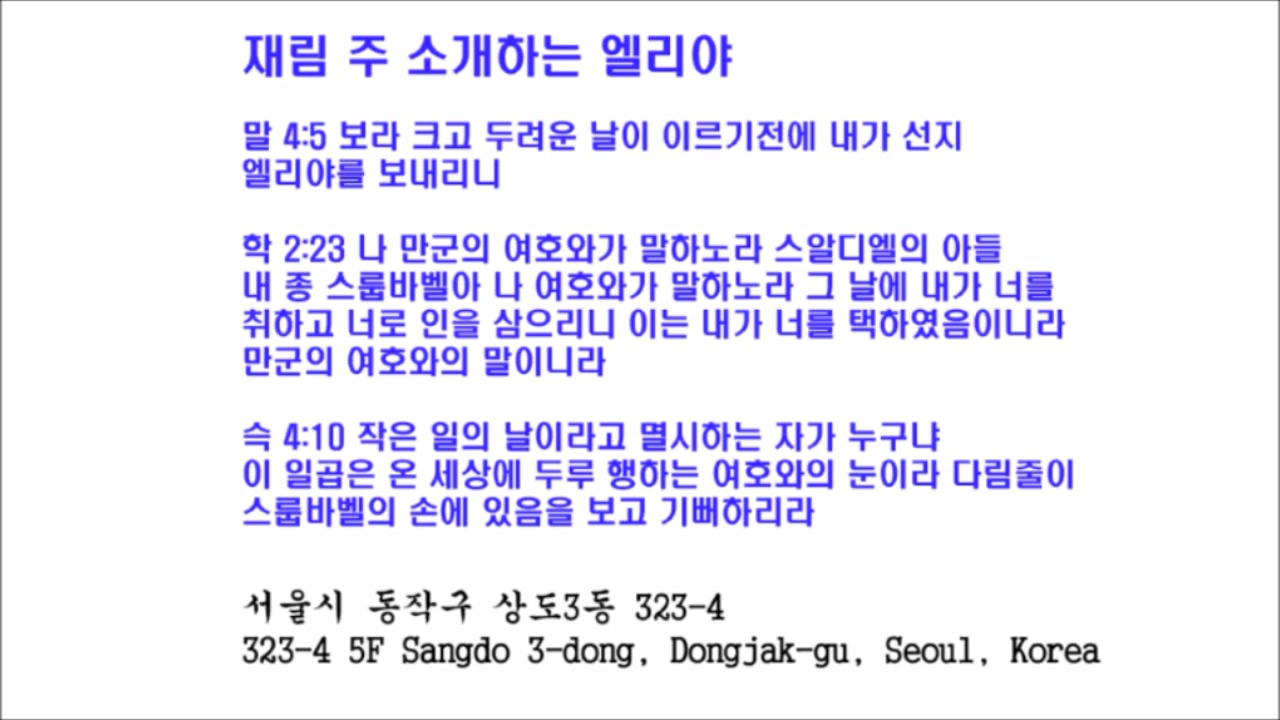 재림 주 소개하는 엘리야
말 4:5 보라 크고 두려운 날이 이르기전에 내가 선지
엘리야를 보내리니
학 2:23 나 만군의 여호와가 말하노라 스알디엘의 아들
내 종 스룹바벨아 나 여호와가 말하노라 그 날에 내가 너를
취하고 너로 인을 삼으리니 이는 내가 너를 택하였음이니라
만군의 여호와의 말이니라
슥 4:10 작은 일의 날이라고 멸시하는 자가 누구냐
이 일곱은 온 세상에 두루 행하는 여호와의 눈이라 다림줄이
스룹바벨의 손에 있음을 보고 기뻐하리라
서울시 동작구 상도3동 323-4
323-4 5F Sangdo 3-dong, Dongjak-gu, Seoul, Korea